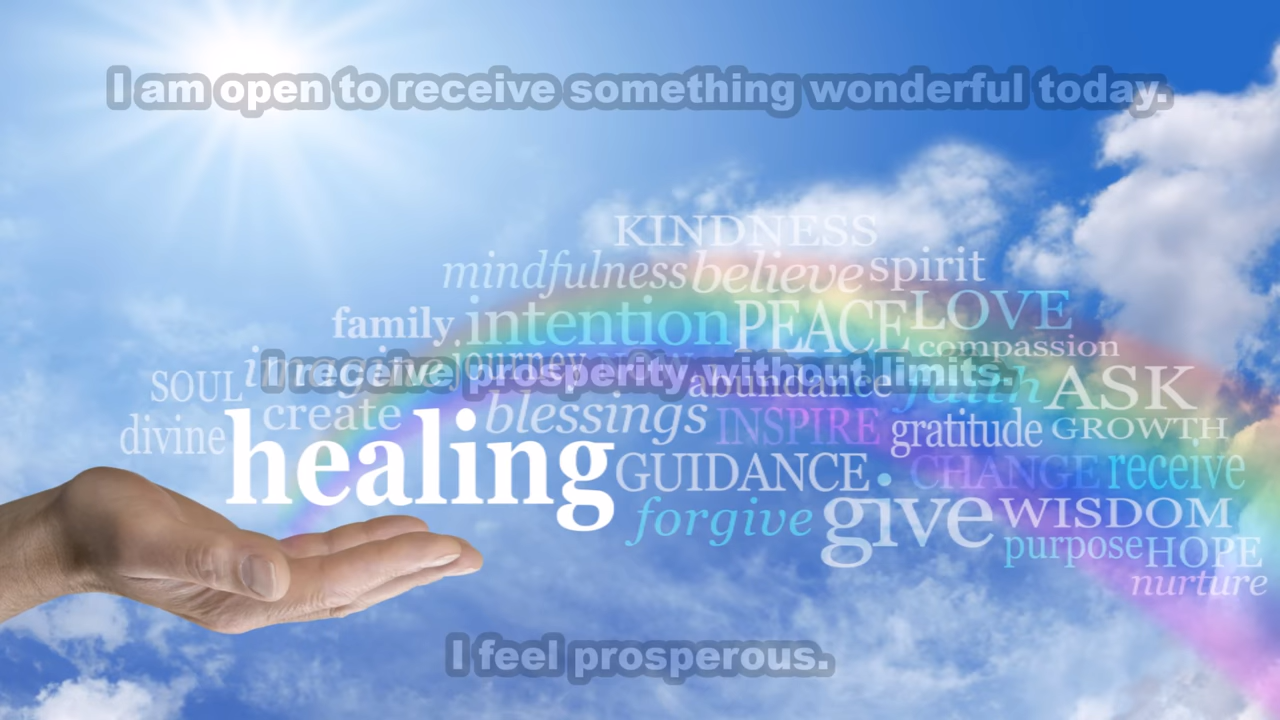 I am open to receive something wonderful today.
KINDNESS
mindfulness believe spirit
family intention PEACE LOVE
compassion
I receive prosperity without limits.
journey
SOUL abundance faith ASK
divine create blessings INSPIRE gratitude GROWTH
healing GUIDANCE CHANGE receive
forgive give WISDOM
purpose HOPE
nurture
I feel prosperous.